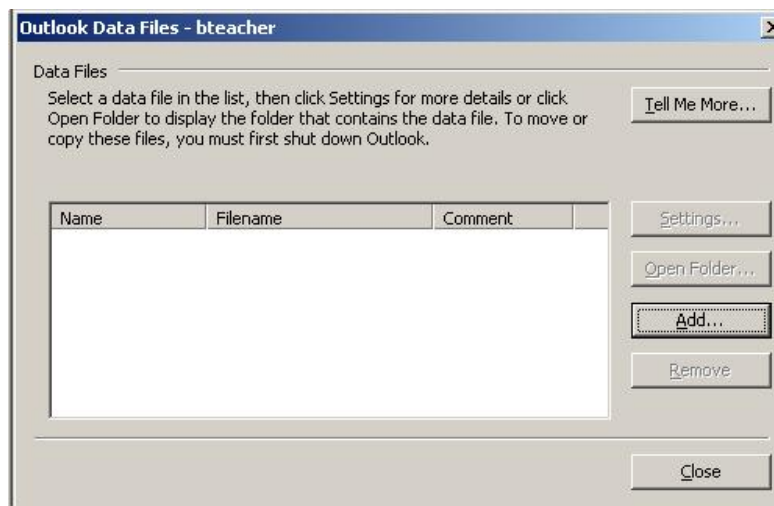 Outlook Data Files - bteacher
Data Files
Select a data file in the list, then click Settings for more details or click
Open Folder to display the folder that contains the data file. To move or
copy these files, you must first shut down Outlook.
Tell Me More...
Name Filename Comment
Settings...
Open Folder...
Add...
Remove
Close